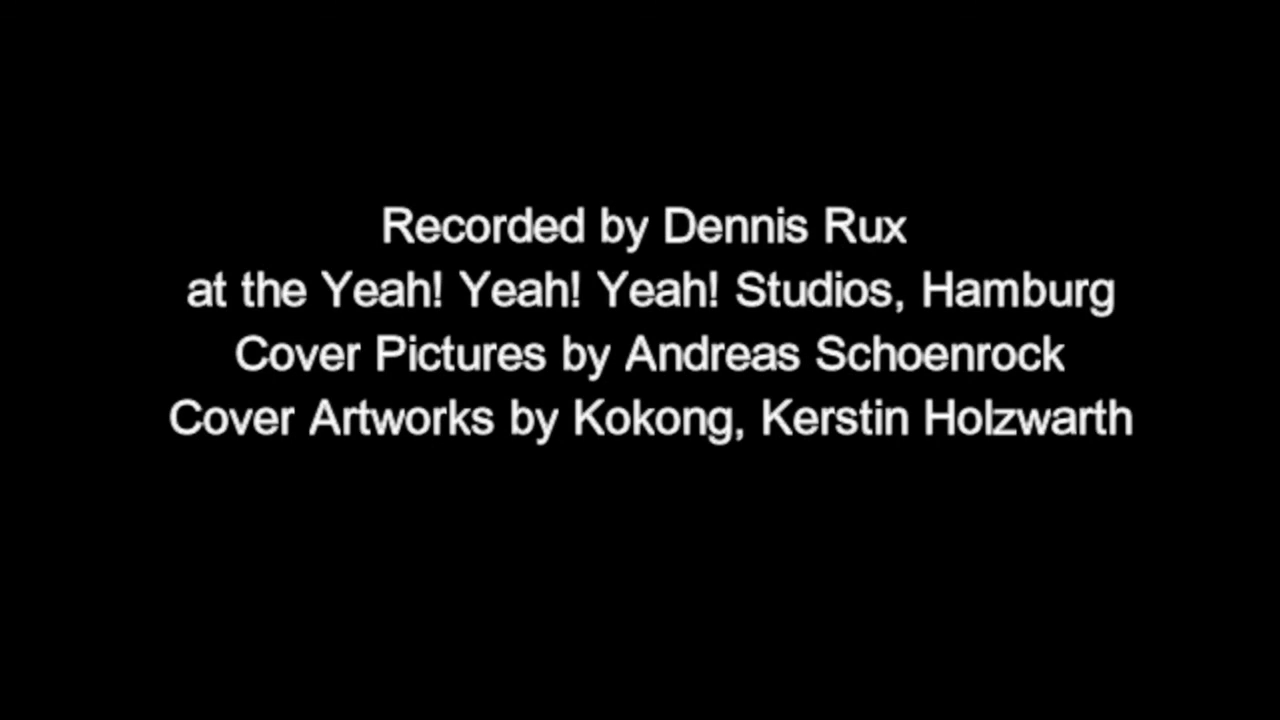 Recorded by Dennis Rux
at the Yeah! Yeah! Yeah! Studios, Hamburg
Cover Pictures by Andreas Schoenrock
Cover Artworks by Kokong, Kerstin Holzwarth